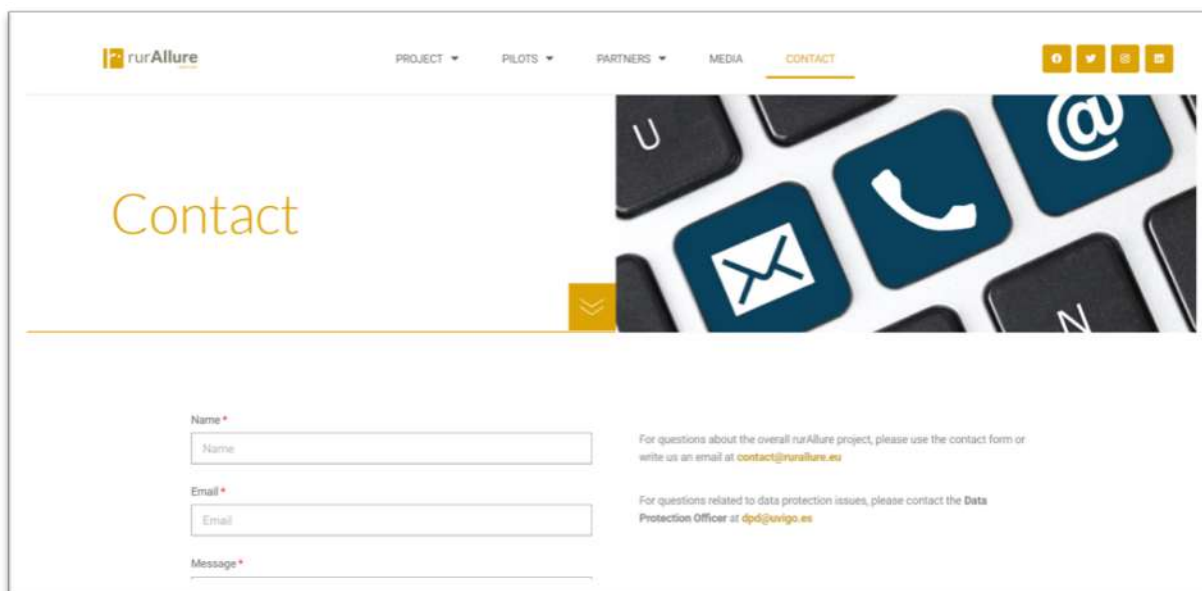 rurAllure
PROJECT PILOTS PARTNERS MEDIA CONTACT
Contact
U
@
N
Name *
Name
Email *
Email
Message *
For questions about the overall rurAllure project, please use the contact form or
write us an email at contact@rurallure.eu
For questions related to data protection issues, please contact the Data
Protection Officer at dpd@uvigo.es